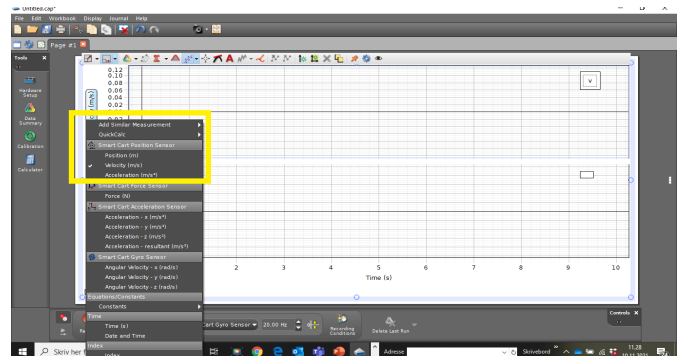 Untitled.cap*
File Edit Workbook Display Journal Help
Page #1
Tools
Hardware Setup
Data Summary
Calibration
Calculator
0,12
0,10
0,08
0,06
0,04
0,02
(m/s)
V
Add Similar Measurement
QuickCalc
Smart Cart Position Sensor
Position (m)
✓ Velocity (m/s)
Acceleration (m/s²)
Smart Cart Force Sensor
Force (N)
Smart Cart Acceleration Sensor
Acceleration - x (m/s²)
Acceleration - y (m/s²)
Acceleration - z (m/s²)
Acceleration - resultant (m/s²)
Smart Cart Gyro Sensor
Angular Velocity - x (rad/s)
Angular Velocity - y (rad/s)
Angular Velocity - z (rad/s)
Equations/Constants
Constants
Time
Time (s)
Date and Time
Index
Index
2 3 4 5 6 7 8 9 10
Time (s)
Controls
Cart Gyro Sensor 20.00 Hz
Recording Conditions
Delete Last Run
Skriv her
Adresse
Skrivebord
11.28
10.11.2021